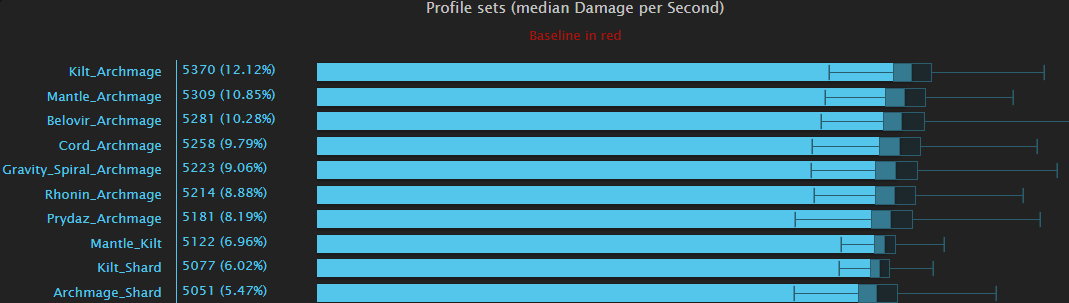 Profile sets (median Damage per Second)
Baseline in red
Kilt_Archmage 5370 (12.12%)
Mantle_Archmage 5309 (10.85%)
Belovir_Archmage 5281 (10.28%)
Cord_Archmage 5258 (9.79%)
Gravity_Spiral_Archmage 5223 (9.06%)
Rhonin_Archmage 5214 (8.88%)
Prydaz_Archmage 5181 (8.19%)
Mantle_Kilt 5122 (6.96%)
Kilt_Shard 5077 (6.02%)
Archmage_Shard 5051 (5.47%)